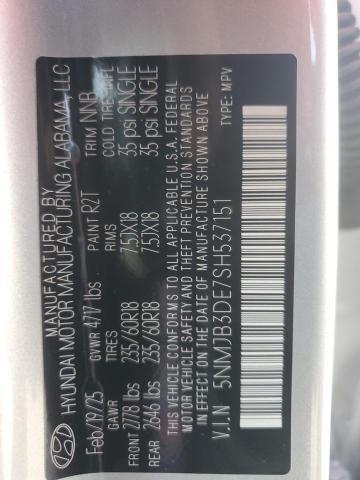 MANUFACTURED BY
HYUNDAI MOTOR MANUFACTURING ALABAMA, LLC
Feb/19/25 GVWR 4717 lbs PAINT R2T TRIM NNB
GAWR TIRES COLD TIRE INFL
FRONT 2778 lbs 235/60R18 7.5JX18 35 psi SINGLE
REAR 2646 lbs 235/60R18 7.5JX18 35 psi SINGLE
THIS VEHICLE CONFORMS TO ALL APPLICABLE U.S.A. FEDERAL
MOTOR VEHICLE SAFETY AND THEFT PREVENTION STANDARDS
IN EFFECT ON THE DATE OF MANUFACTURE SHOWN ABOVE
V.I.N 5NMJB3DE7SH537151 TYPE: MPV